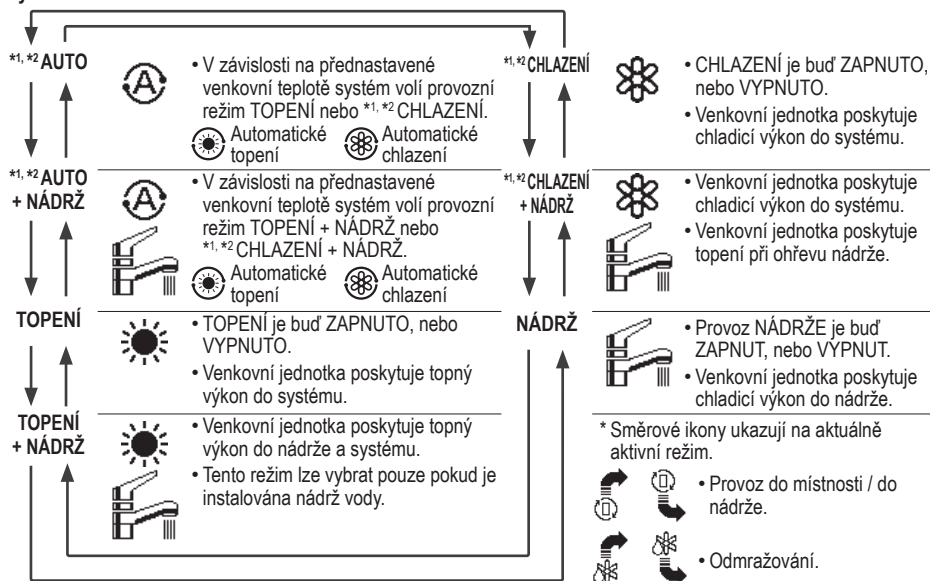 *1, *2 AUTO
• V závislosti na přednastavené
venkovní teplotě systém volí provozní
režim TOPENÍ nebo *1, *2 CHLAZENÍ.
Automatické
topení
Automatické
chlazení
*1, *2 AUTO
+ NÁDRŽ
• V závislosti na přednastavené
venkovní teplotě systém volí provozní
režim TOPENÍ + NÁDRŽ nebo
*1, *2 CHLAZENÍ + NÁDRŽ.
Automatické
topení
Automatické
chlazení
TOPENÍ
• TOPENÍ je buď ZAPNUTO, nebo
VYPNUTO.
• Venkovní jednotka poskytuje topný
výkon do systému.
TOPENÍ
+ NÁDRŽ
• Venkovní jednotka poskytuje topný
výkon do nádrže a systému.
• Tento režim lze vybrat pouze pokud je
instalována nádrž vody.
*1, *2 CHLAZENÍ
• CHLAZENÍ je buď ZAPNUTO,
nebo VYPNUTO.
• Venkovní jednotka poskytuje
chladicí výkon do systému.
*1, *2 CHLAZENÍ
+ NÁDRŽ
• Venkovní jednotka poskytuje
chladicí výkon do systému.
• Venkovní jednotka poskytuje
topení při ohřevu nádrže.
NÁDRŽ
• Provoz NÁDRŽE je buď
ZAPNUT, nebo VYPNUT.
• Venkovní jednotka poskytuje
chladicí výkon do nádrže.
* Směrové ikony ukazují na aktuálně
aktivní režim.
• Provoz do místnosti / do
nádrže.
• Odmražování.